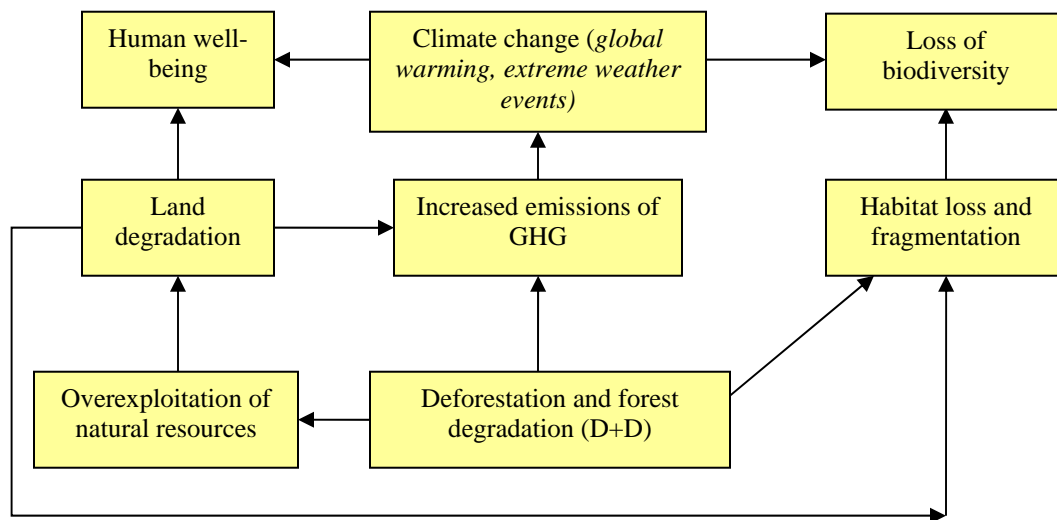 Human well-
being
Climate change (global
warming, extreme weather
events)
Loss of
biodiversity
Land
degradation
Increased emissions of
GHG
Habitat loss and
fragmentation
Overexploitation of
natural resources
Deforestation and forest
degradation (D+D)